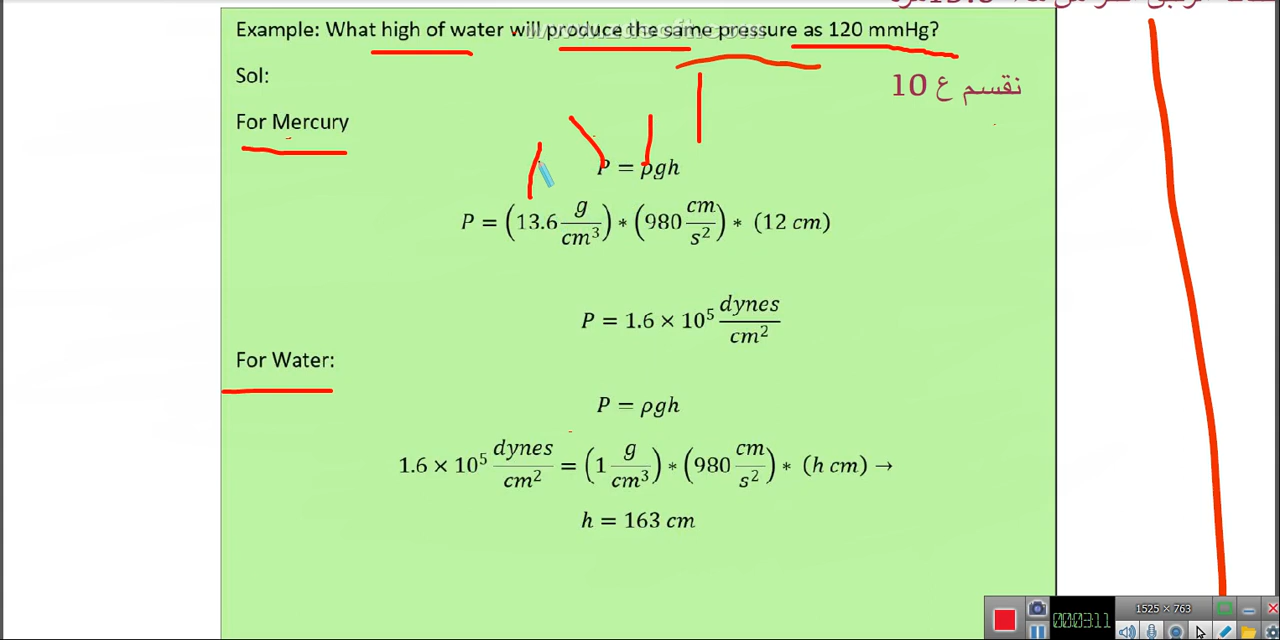 Example: What high of water will produce the same pressure as 120 mmHg?
Sol:
نقسم ع 10
For Mercury
P = ρgh
P = (13.6 g/cm³) * (980 cm/s²) * (12 cm)
P = 1.6 × 10⁵ dynes/cm²
For Water:
P = ρgh
1.6 × 10⁵ dynes/cm² = (1 g/cm³) * (980 cm/s²) * (h cm) →
h = 163 cm
1525 × 763
000311